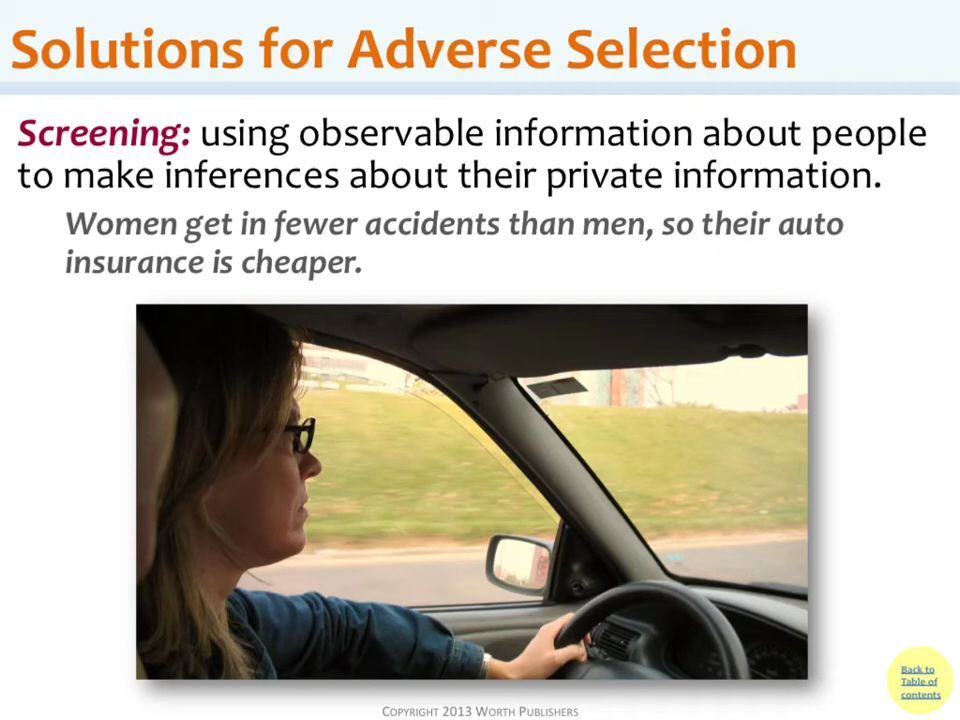 Solutions for Adverse Selection
Screening: using observable information about people
to make inferences about their private information.
Women get in fewer accidents than men, so their auto
insurance is cheaper.
Back to
Table of
contents
COPYRIGHT 2013 WORTH PUBLISHERS